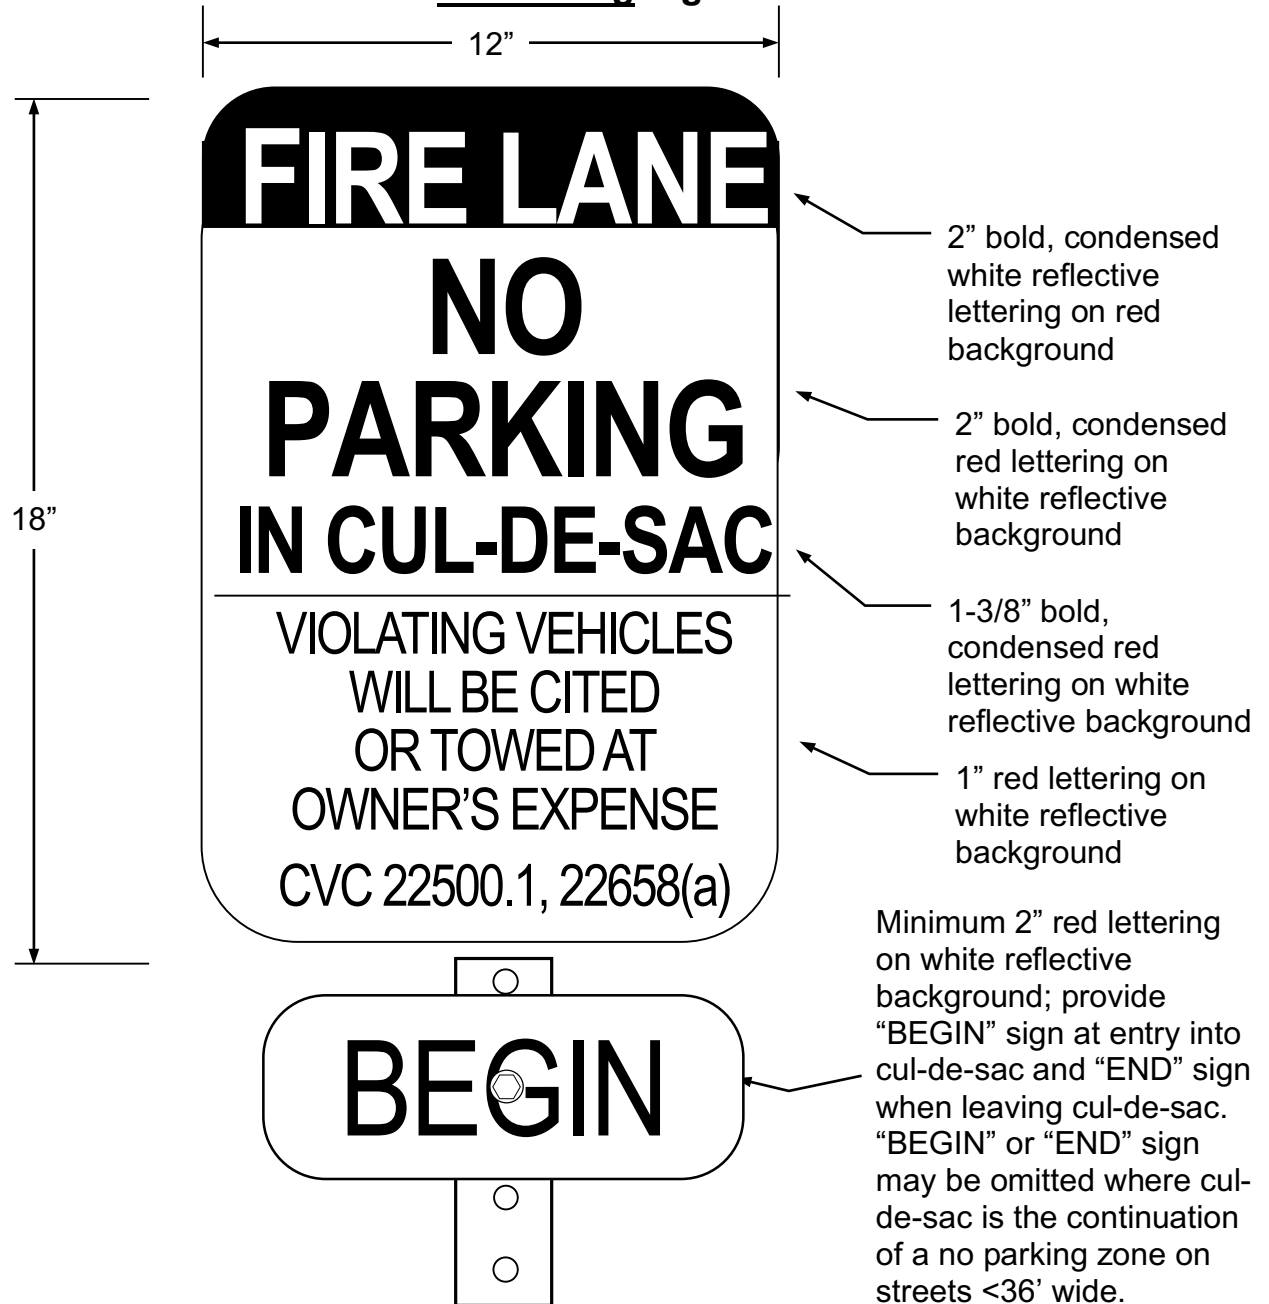 12”
FIRE LANE
NO
PARKING
IN CUL-DE-SAC
VIOLATING VEHICLES
WILL BE CITED
OR TOWED AT
OWNER’S EXPENSE
CVC 22500.1, 22658(a)
18”
BEGIN
2” bold, condensed
white reflective
lettering on red
background
2” bold, condensed
red lettering on
white reflective
background
1-3/8” bold,
condensed red
lettering on white
reflective background
1” red lettering on
white reflective
background
Minimum 2” red lettering
on white reflective
background; provide
“BEGIN” sign at entry into
cul-de-sac and “END” sign
when leaving cul-de-sac.
“BEGIN” or “END” sign
may be omitted where cul-
de-sac is the continuation
of a no parking zone on
streets <36’ wide.